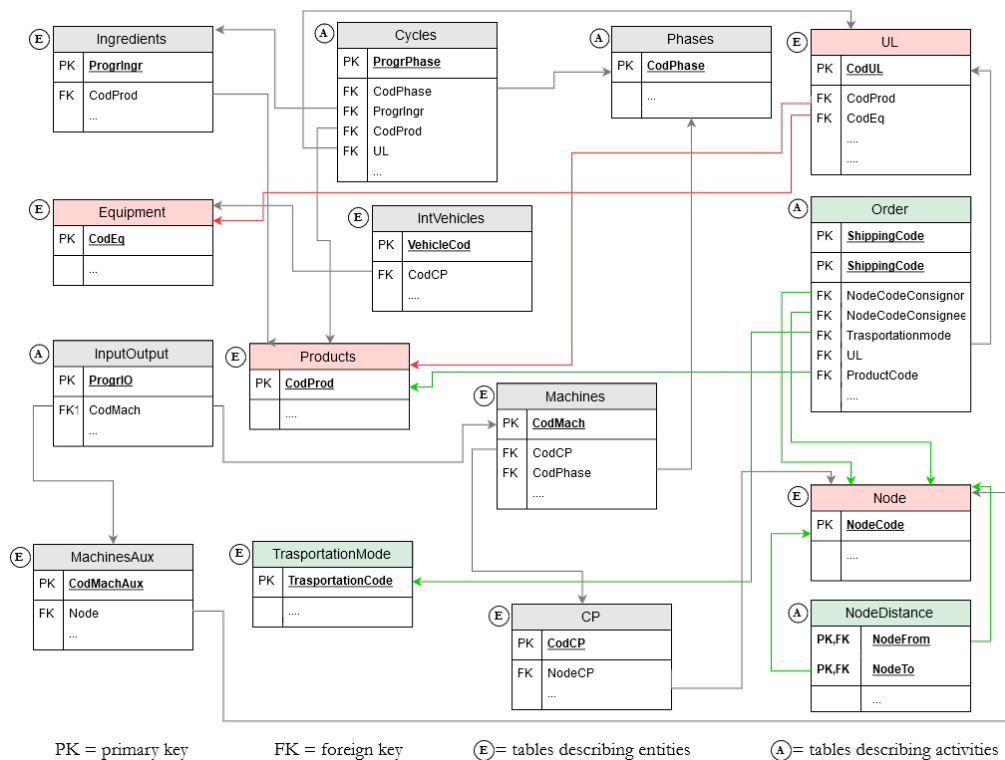 E Ingredients
PK ProgrIngr
FK CodProd
...
A Cycles
PK ProgrPhase
FK CodPhase
FK ProgrIngr
FK CodProd
FK UL
...
A Phases
PK CodPhase
...
E UL
PK CodUL
FK CodProd
FK CodEq
....
....
E Equipment
PK CodEq
...
E IntVehicles
PK VehicleCod
FK CodCP
....
A Order
PK ShippingCode
PK ShippingCode
FK NodeCodeConsignor
FK NodeCodeConsignee
FK Trasportationmode
FK UL
FK ProductCode
....
A InputOutput
PK ProgrIO
FK1 CodMach
...
E Products
PK CodProd
....
E Machines
PK CodMach
FK CodCP
FK CodPhase
....
E Node
PK NodeCode
....
E MachinesAux
PK CodMachAux
FK Node
...
E TrasportationMode
PK TrasportationCode
....
E CP
PK CodCP
FK NodeCP
...
A NodeDistance
PK,FK NodeFrom
PK,FK NodeTo
...
PK = primary key FK = foreign key E = tables describing entities A = tables describing activities